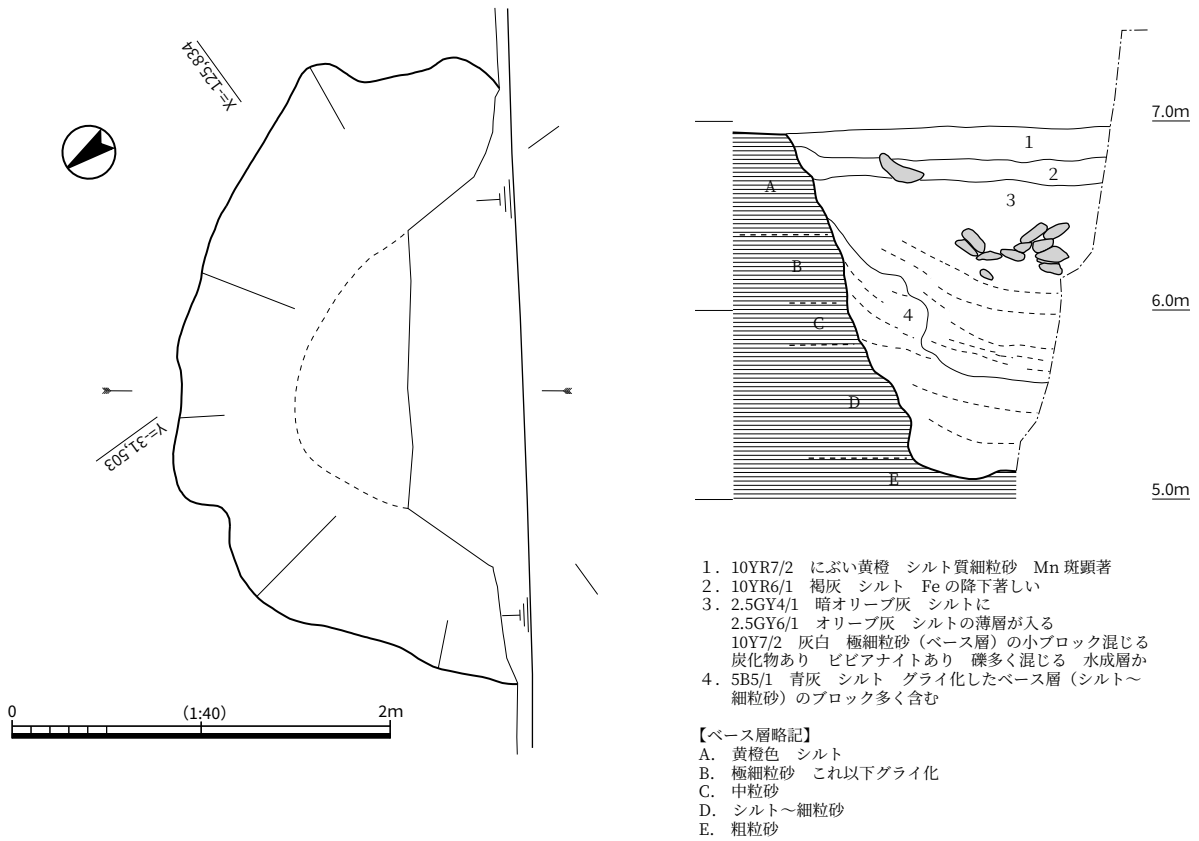 X=-125,834
Y=-31,503
0
(1:40)
2m
7.0m
6.0m
5.0m
1
2
3
4
A
B
C
D
E
１．10YR7/2　にぶい黄橙　シルト質細粒砂　Mn 斑顕著
２．10YR6/1　褐灰　シルト　Fe の降下著しい
３．2.5GY4/1　暗オリーブ灰　シルトに
2.5GY6/1　オリーブ灰　シルトの薄層が入る
10Y7/2　灰白　極細粒砂（ベース層）の小ブロック混じる
炭化物あり　ビビアナイトあり　礫多く混じる　水成層か
４．5B5/1　青灰　シルト　グライ化したベース層（シルト～
細粒砂）のブロック多く含む
【ベース層略記】
A．黄橙色　シルト
B．極細粒砂　これ以下グライ化
C．中粒砂
D．シルト～細粒砂
E．粗粒砂